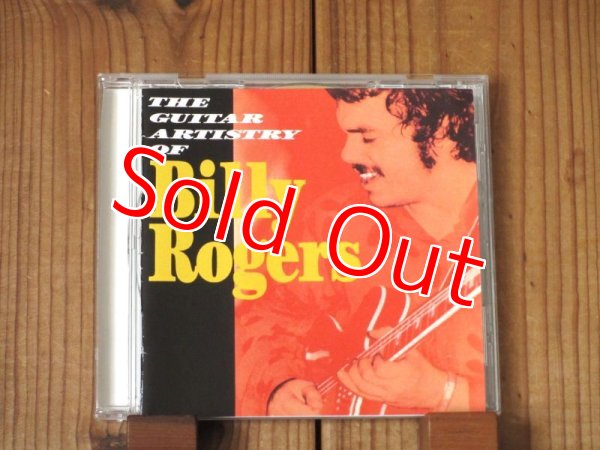 THE
GUITAR
ARTISTRY
OF
Billy
Rogers
Sold Out